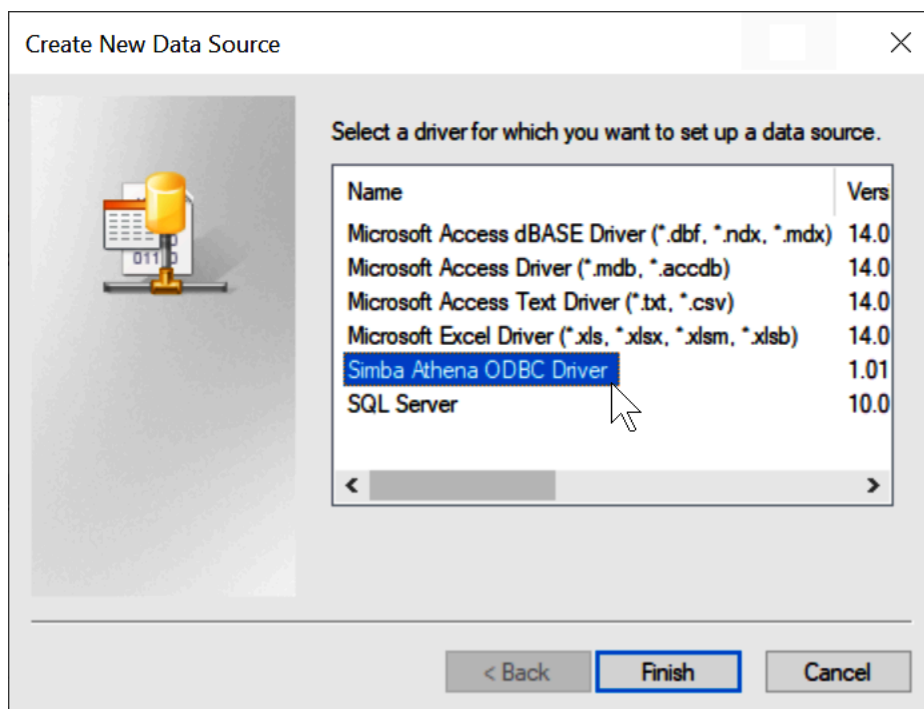 Create New Data Source
Select a driver for which you want to set up a data source.
Name Versi
Microsoft Access dBASE Driver (*.dbf, *.ndx, *.mdx) 14.0
Microsoft Access Driver (*.mdb, *.accdb) 14.0
Microsoft Access Text Driver (*.txt, *.csv) 14.0
Microsoft Excel Driver (*.xls, *.xlsx, *.xlsm, *.xlsb) 14.0
Simba Athena ODBC Driver 1.01
SQL Server 10.0
< Back Finish Cancel